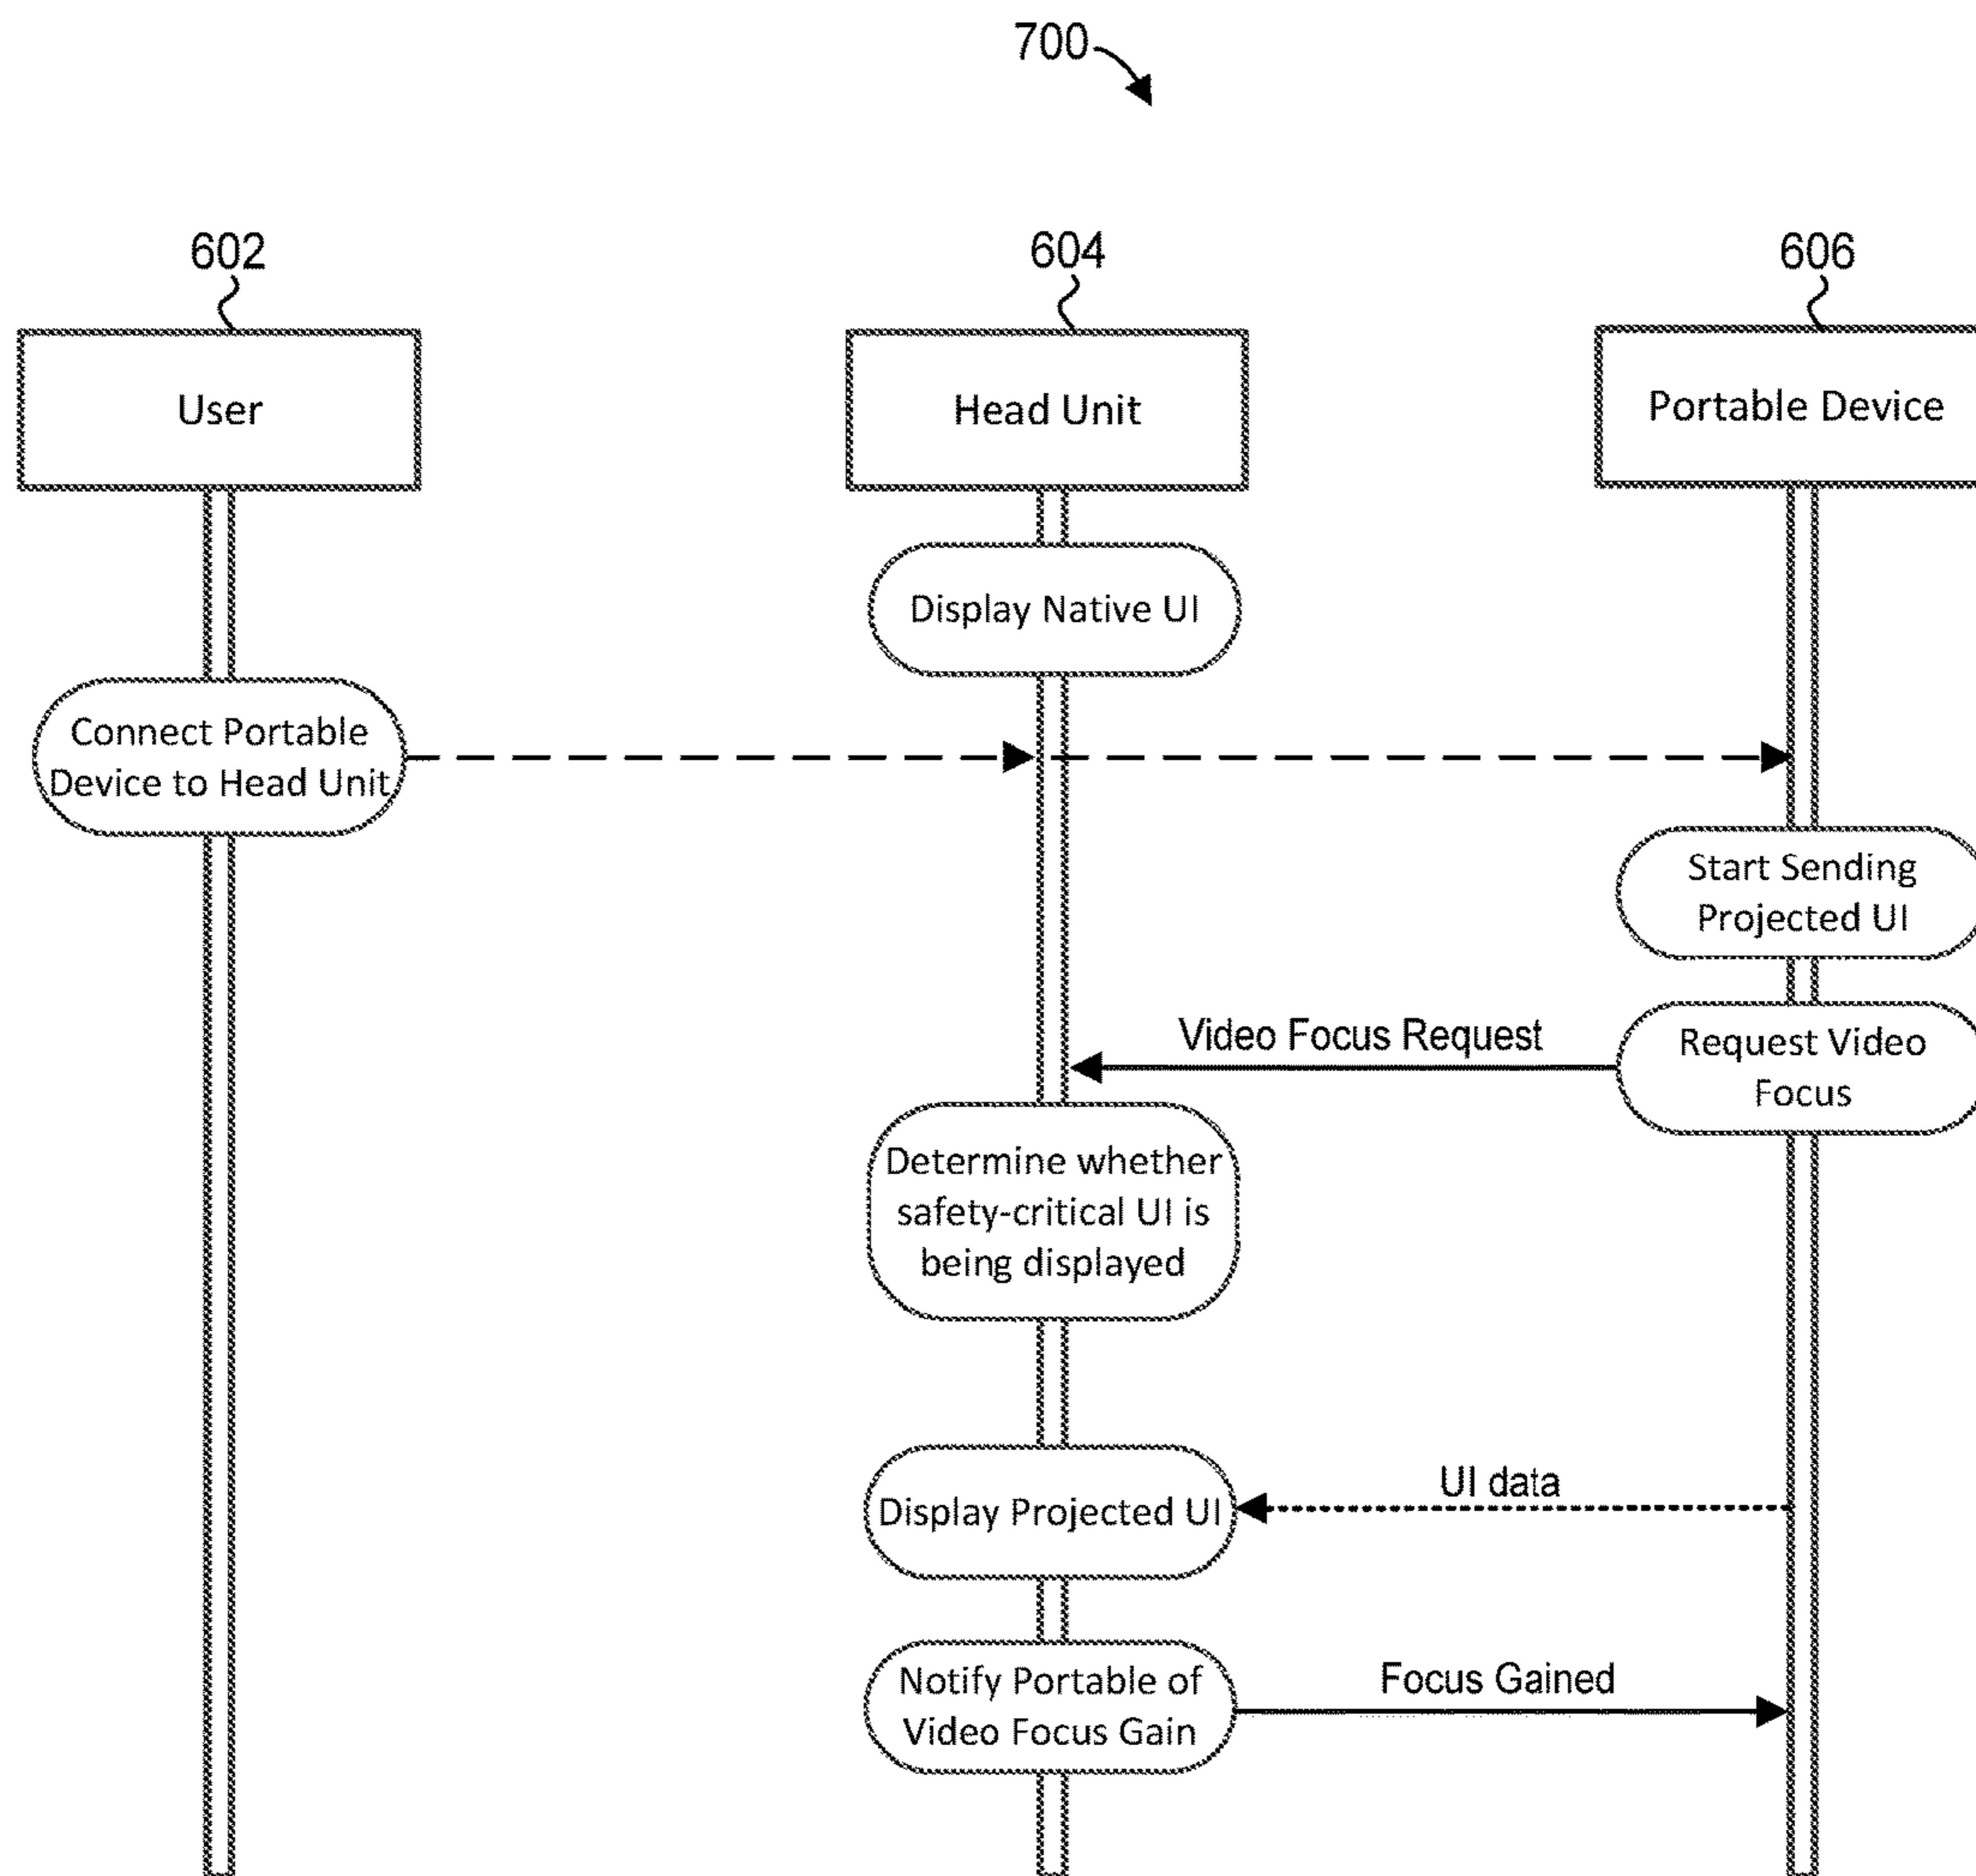 700
602
604
606
User
Head Unit
Portable Device
Display Native UI
Connect Portable
Device to Head Unit
Start Sending
Projected UI
Video Focus Request
Request Video
Focus
Determine whether
safety-critical UI is
being displayed
UI data
Display Projected UI
Notify Portable of
Video Focus Gain
Focus Gained